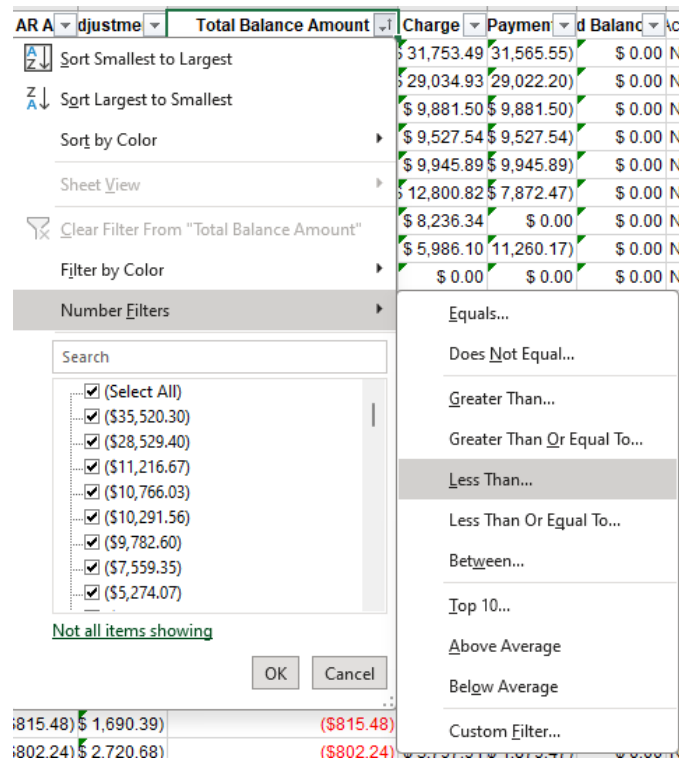 AR A djustme Total Balance Amount Charge Paymen d Balanc
Sort Smallest to Largest
Sort Largest to Smallest
Sort by Color
Sheet View
Clear Filter From "Total Balance Amount"
Filter by Color
Number Filters
Search
(Select All)
($35,520.30)
($28,529.40)
($11,216.67)
($10,766.03)
($10,291.56)
($9,782.60)
($7,559.35)
($5,274.07)
Not all items showing
OK Cancel
31,753.49 31,565.55) $ 0.00 N
29,034.93 29,022.20) $ 0.00 N
$ 9,881.50 $ 9,881.50) $ 0.00 N
$ 9,527.54 $ 9,527.54) $ 0.00 N
$ 9,945.89 $ 9,945.89) $ 0.00 N
12,800.82 $ 7,872.47) $ 0.00 N
$ 8,236.34 $ 0.00 $ 0.00 N
$ 5,986.10 11,260.17) $ 0.00 N
$ 0.00 $ 0.00 $ 0.00 N
Equals...
Does Not Equal...
Greater Than...
Greater Than Or Equal To...
Less Than...
Less Than Or Equal To...
Between...
Top 10...
Above Average
Below Average
Custom Filter...
815.48) $ 1,690.39) ($815.48)
802.24) $ 2,720.68) ($802.24)